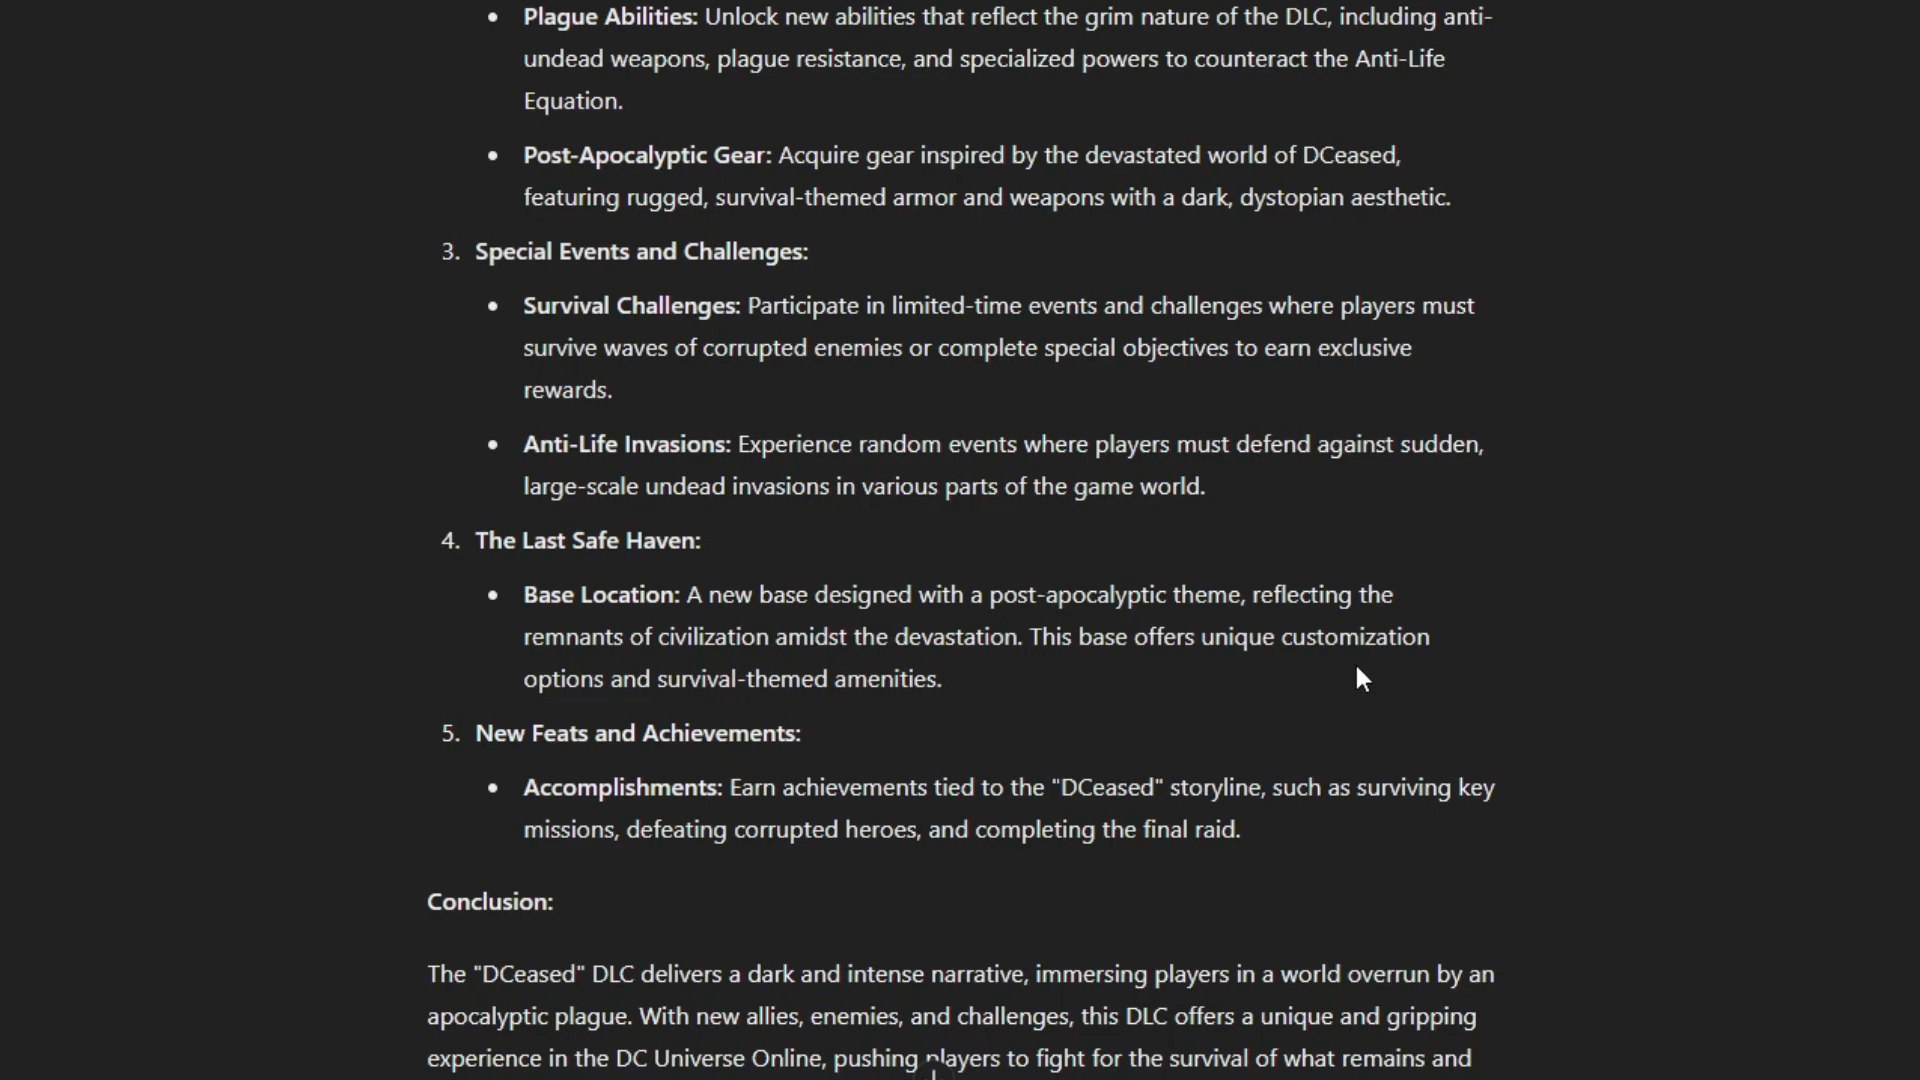 • Plague Abilities: Unlock new abilities that reflect the grim nature of the DLC, including anti-
undead weapons, plague resistance, and specialized powers to counteract the Anti-Life
Equation.
• Post-Apocalyptic Gear: Acquire gear inspired by the devastated world of DCeased,
featuring rugged, survival-themed armor and weapons with a dark, dystopian aesthetic.
3. Special Events and Challenges:
• Survival Challenges: Participate in limited-time events and challenges where players must
survive waves of corrupted enemies or complete special objectives to earn exclusive
rewards.
• Anti-Life Invasions: Experience random events where players must defend against sudden,
large-scale undead invasions in various parts of the game world.
4. The Last Safe Haven:
• Base Location: A new base designed with a post-apocalyptic theme, reflecting the
remnants of civilization amidst the devastation. This base offers unique customization
options and survival-themed amenities.
5. New Feats and Achievements:
• Accomplishments: Earn achievements tied to the "DCeased" storyline, such as surviving key
missions, defeating corrupted heroes, and completing the final raid.
Conclusion:
The "DCeased" DLC delivers a dark and intense narrative, immersing players in a world overrun by an
apocalyptic plague. With new allies, enemies, and challenges, this DLC offers a unique and gripping
experience in the DC Universe Online, pushing players to fight for the survival of what remains and